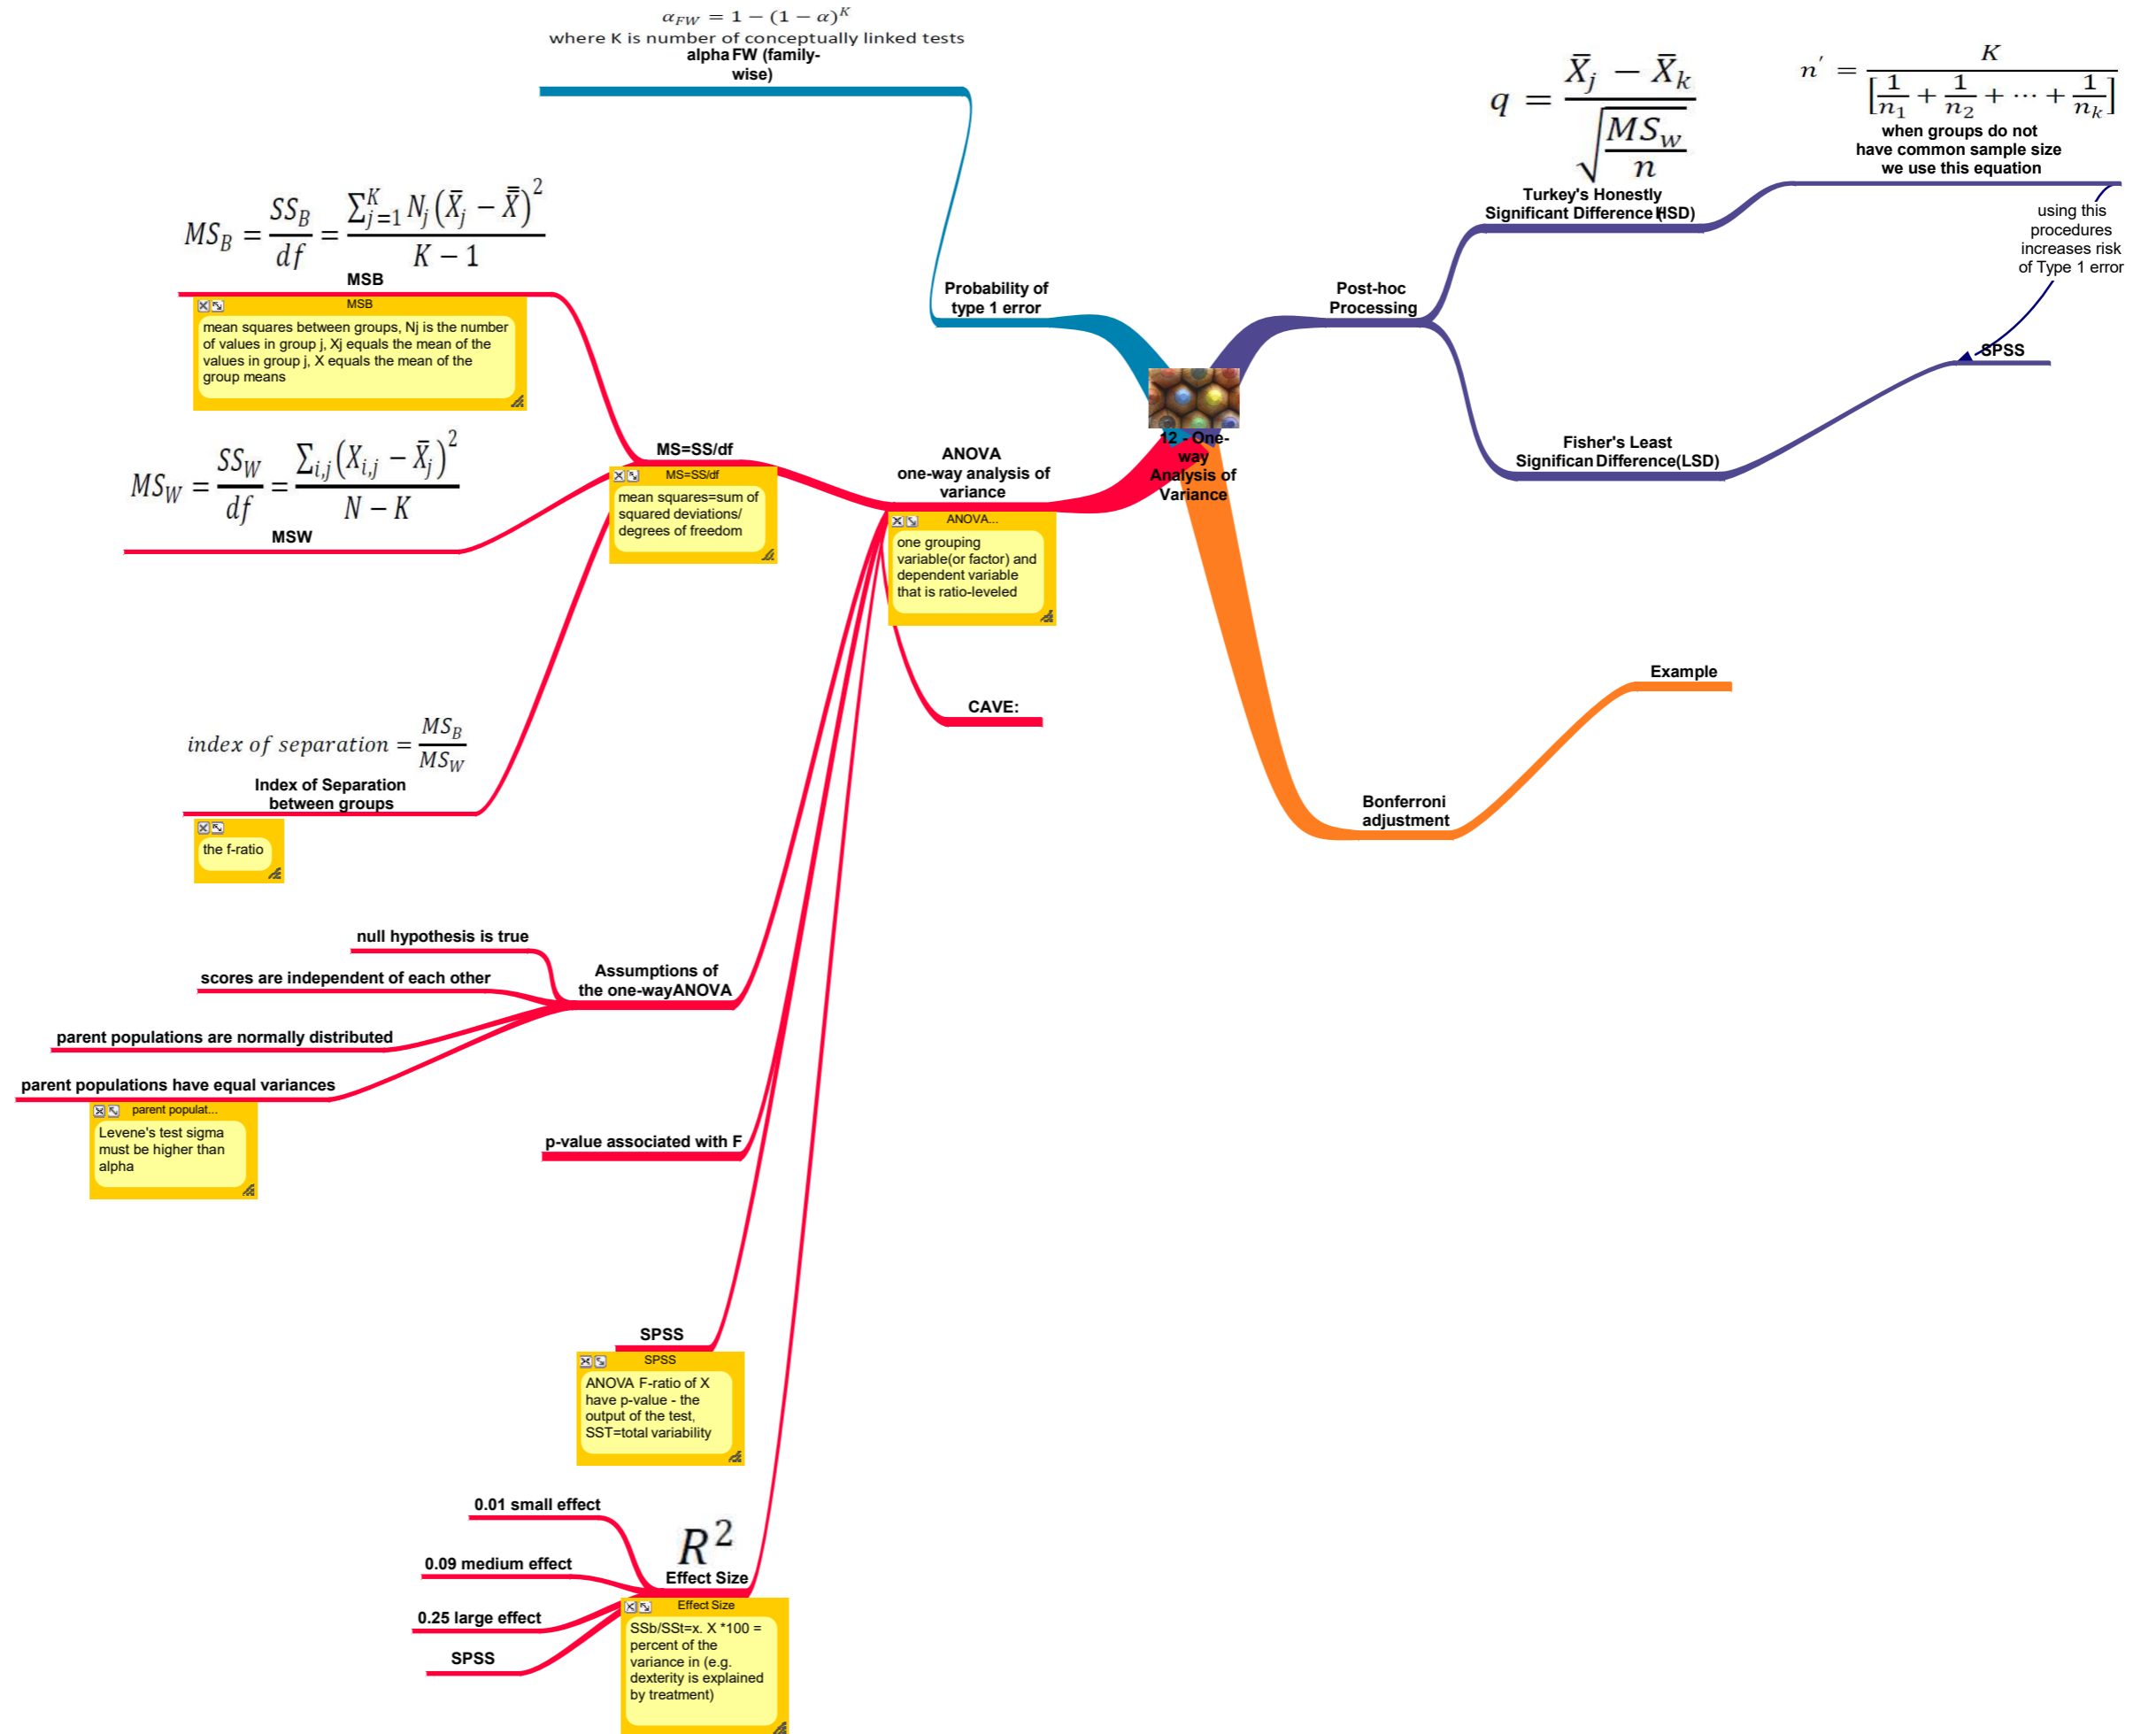 α_FW = 1 − (1 − α)^K
where K is number of conceptually linked tests
alpha FW (family-
wise)
q = (X̄_j − X̄_k) / √(MS_w / n)
n′ = K / [1/n_1 + 1/n_2 + ⋯ + 1/n_k]
when groups do not
have common sample size
we use this equation
Turkey's Honestly
Significant Difference (HSD)
using this
procedures
increases risk
of Type 1 error
MS_B = SS_B / df = ∑_{j=1}^{K} N_j (X̄_j − X̿)^2 / (K − 1)
MSB
MSB
mean squares between groups, Nj is the number
of values in group j, Xj equals the mean of the
values in group j, X equals the mean of the
group means
Probability of
type 1 error
Post-hoc
Processing
SPSS
12 - One-
way
Analysis of
Variance
Fisher's Least
Significan Difference(LSD)
MS_W = SS_W / df = ∑_{i,j} (X_{i,j} − X̄_j)^2 / (N − K)
MSW
MS=SS/df
MS=SS/df
mean squares=sum of
squared deviations/
degrees of freedom
ANOVA
one-way analysis of
variance
ANOVA...
one grouping
variable(or factor) and
dependent variable
that is ratio-leveled
Example
CAVE:
index of separation = MS_B / MS_W
Index of Separation
between groups
the f-ratio
Bonferroni
adjustment
null hypothesis is true
scores are independent of each other
Assumptions of
the one-wayANOVA
parent populations are normally distributed
parent populations have equal variances
parent populat...
Levene's test sigma
must be higher than
alpha
p-value associated with F
SPSS
SPSS
ANOVA F-ratio of X
have p-value - the
output of the test,
SST=total variability
0.01 small effect
R^2
0.09 medium effect
Effect Size
Effect Size
0.25 large effect
SPSS
SSb/SSt=x. X *100 =
percent of the
variance in (e.g.
dexterity is explained
by treatment)